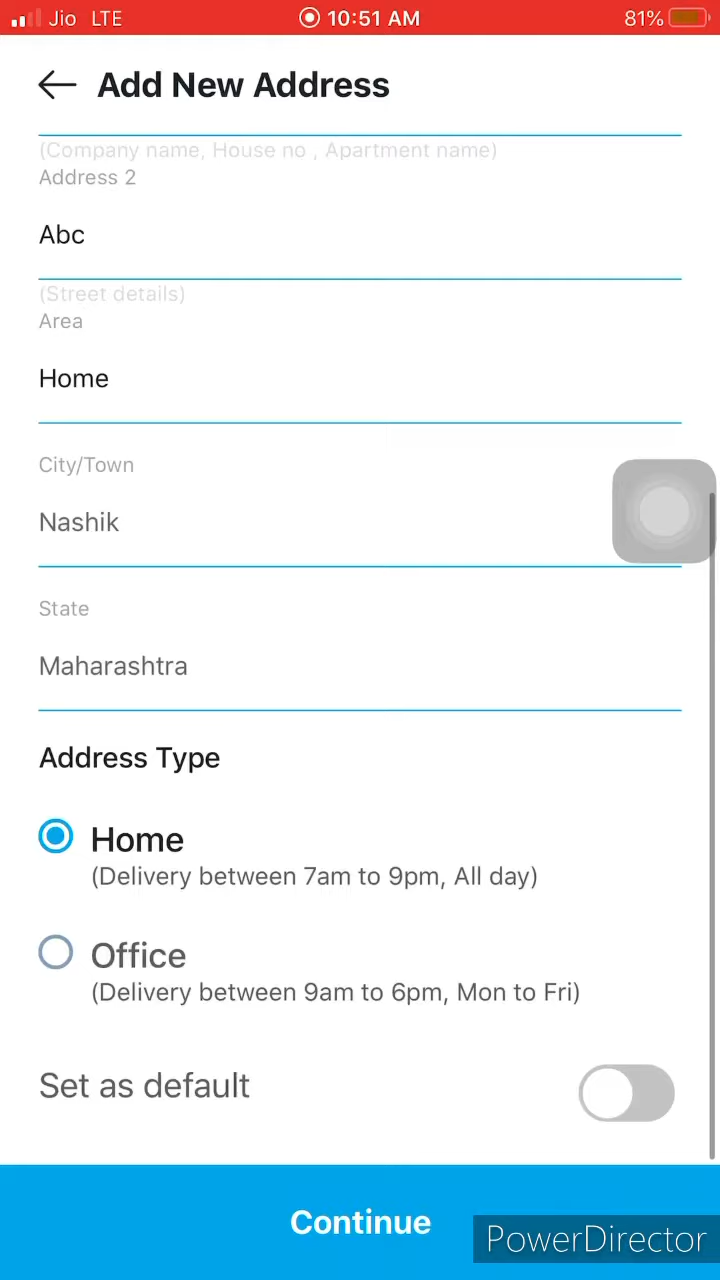 Jio LTE 10:51 AM 81%
Add New Address
(Company name, House no , Apartment name)
Address 2
Abc
(Street details)
Area
Home
City/Town
Nashik
State
Maharashtra
Address Type
Home
(Delivery between 7am to 9pm, All day)
Office
(Delivery between 9am to 6pm, Mon to Fri)
Set as default
Continue
PowerDirector